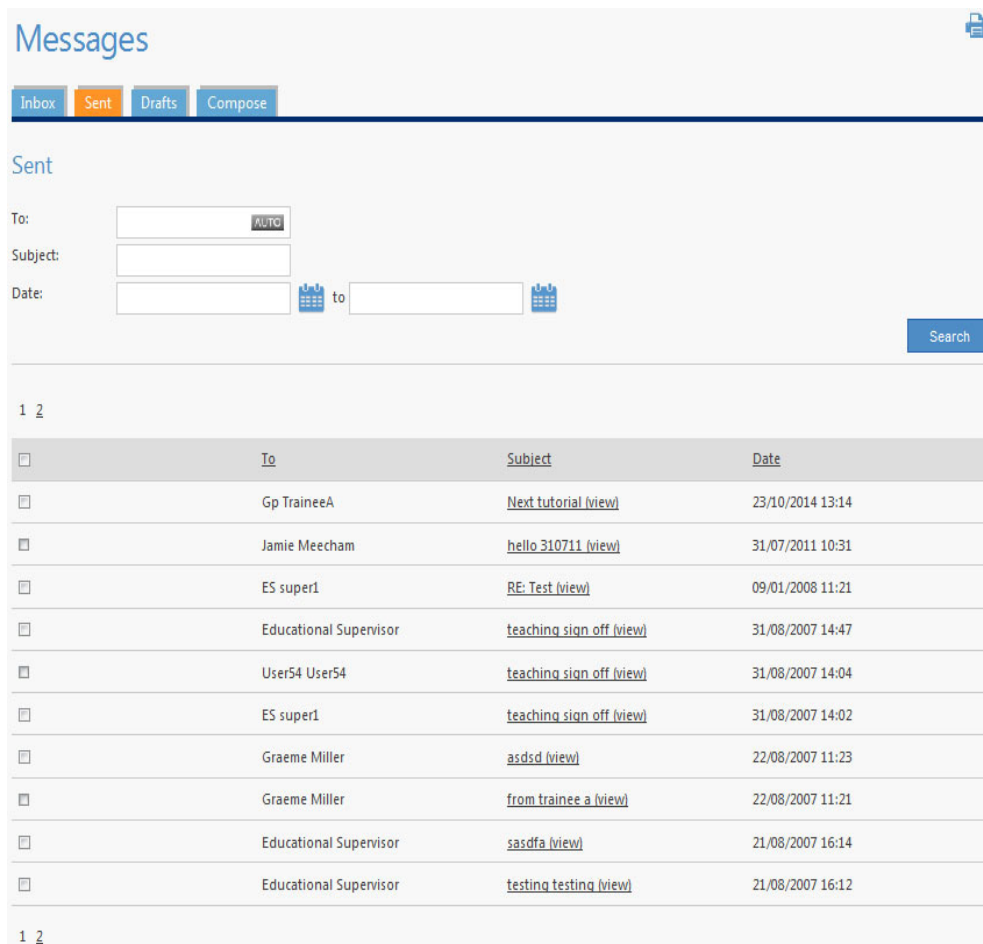 Messages
Inbox Sent Drafts Compose
Sent
To: AUTO
Subject:
Date: to
Search
1 2
To Subject Date
Gp TraineeA Next tutorial (view) 23/10/2014 13:14
Jamie Meecham hello 310711 (view) 31/07/2011 10:31
ES super1 RE: Test (view) 09/01/2008 11:21
Educational Supervisor teaching sign off (view) 31/08/2007 14:47
User54 User54 teaching sign off (view) 31/08/2007 14:04
ES super1 teaching sign off (view) 31/08/2007 14:02
Graeme Miller asdsd (view) 22/08/2007 11:23
Graeme Miller from trainee a (view) 22/08/2007 11:21
Educational Supervisor sasdfa (view) 21/08/2007 16:14
Educational Supervisor testing testing (view) 21/08/2007 16:12
1 2